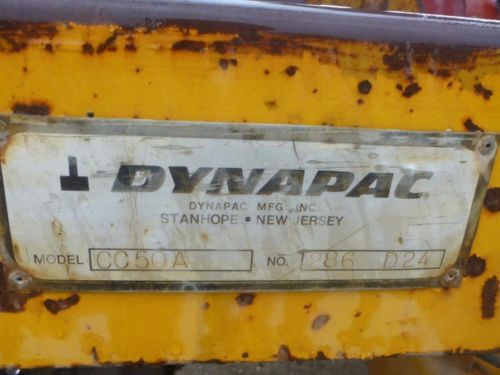 DYNAPAC®
DYNAPAC MFG. INC.
STANHOPE • NEW JERSEY
MODEL CC50A NO. 286 D24